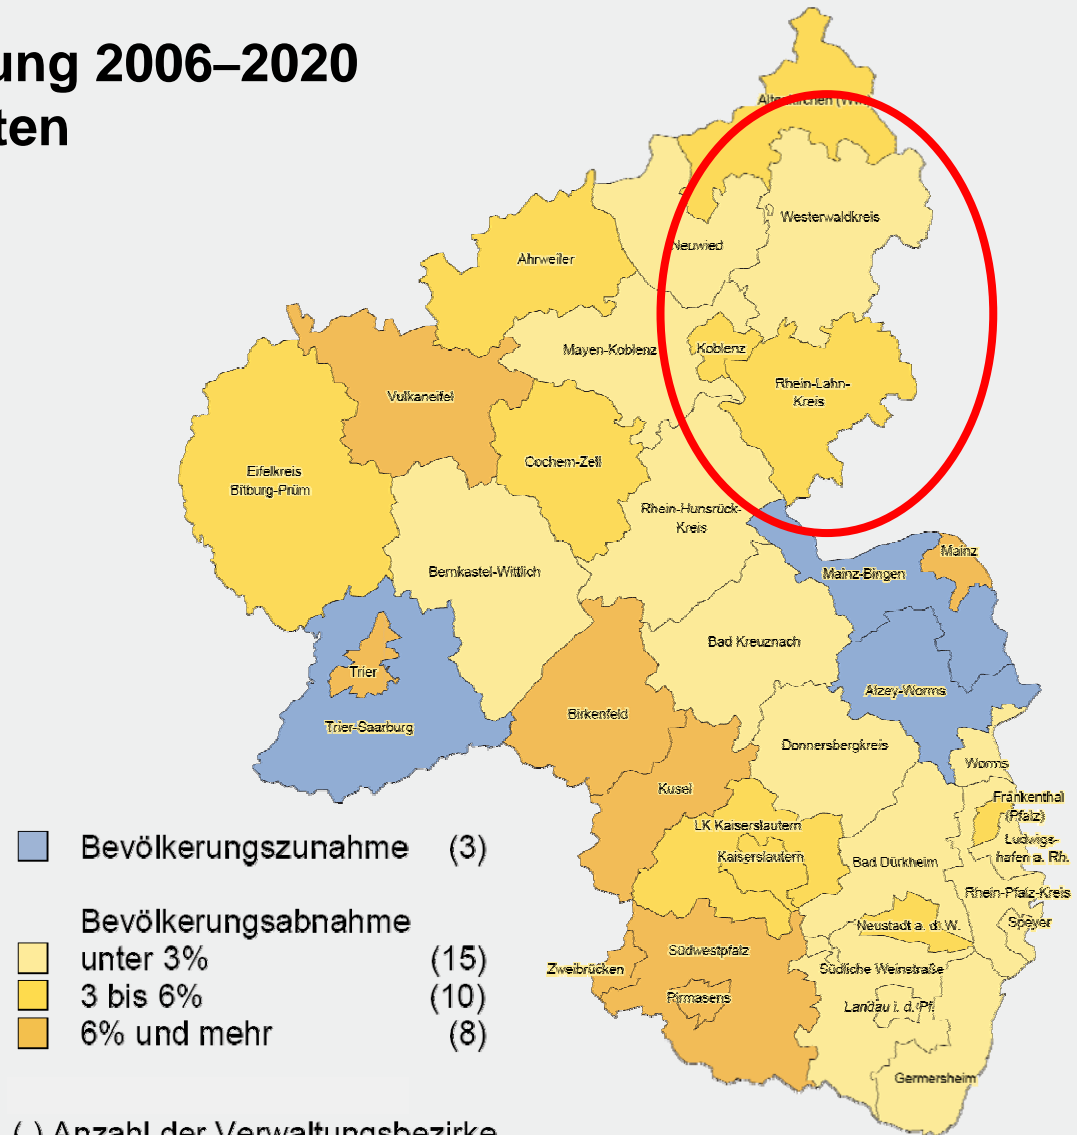 ung 2006–2020
ten
Altenkirchen (Ww.)
Westerwaldkreis
Neuwied
Ahrweiler
Mayen-Koblenz
Koblenz
Rhein-Lahn-
Kreis
Vulkaneifel
Cochem-Zell
Eifelkreis
Bitburg-Prüm
Rhein-Hunsrück-
Kreis
Mainz
Mainz-Bingen
Bernkastel-Wittlich
Bad Kreuznach
Trier
Alzey-Worms
Birkenfeld
Trier-Saarburg
Donnersbergkreis
Worms
Kusel
Frankenthal
(Pfalz)
LK Kaiserslautern
Ludwigs-
hafen a. Rh.
Kaiserslautern
Bad Dürkheim
Rhein-Pfalz-Kreis
Neustadt a. d. W.
Speyer
Südwestpfalz
Zweibrücken
Südliche Weinstraße
Pirmasens
Landau i. d. Pf.
Germersheim
Bevölkerungszunahme (3)
Bevölkerungsabnahme
unter 3% (15)
3 bis 6% (10)
6% und mehr (8)
( ) Anzahl der Verwaltungsbezirke